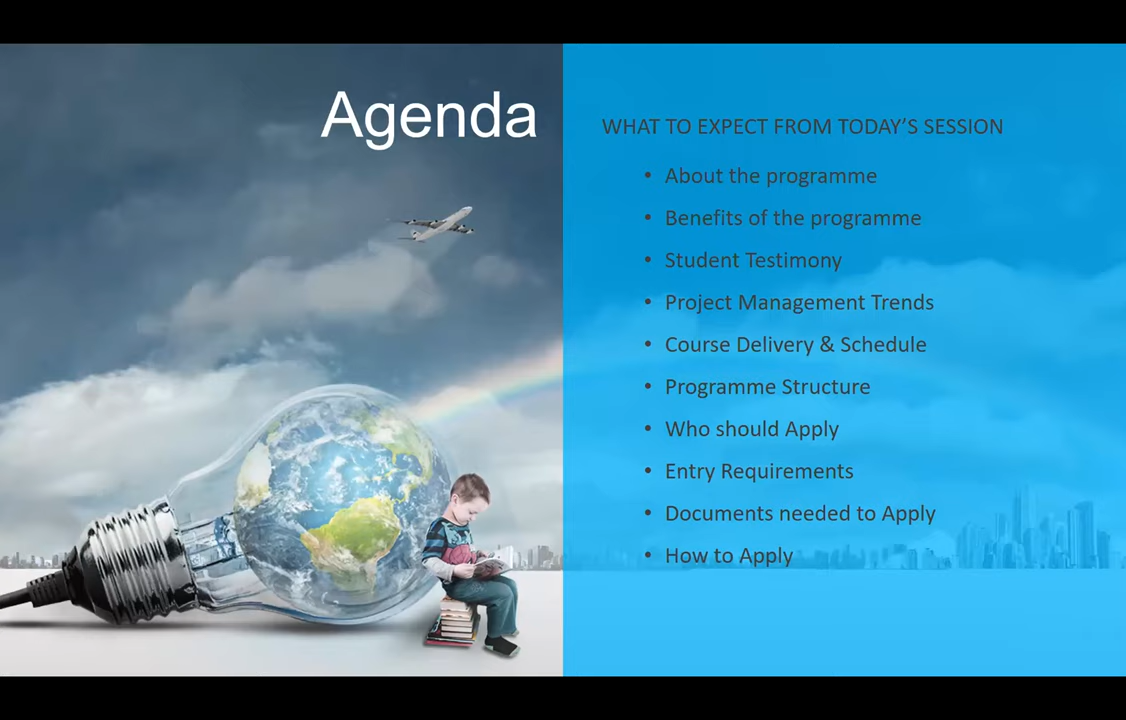 Agenda
WHAT TO EXPECT FROM TODAY'S SESSION
• About the programme
• Benefits of the programme
• Student Testimony
• Project Management Trends
• Course Delivery & Schedule
• Programme Structure
• Who should Apply
• Entry Requirements
• Documents needed to Apply
• How to Apply